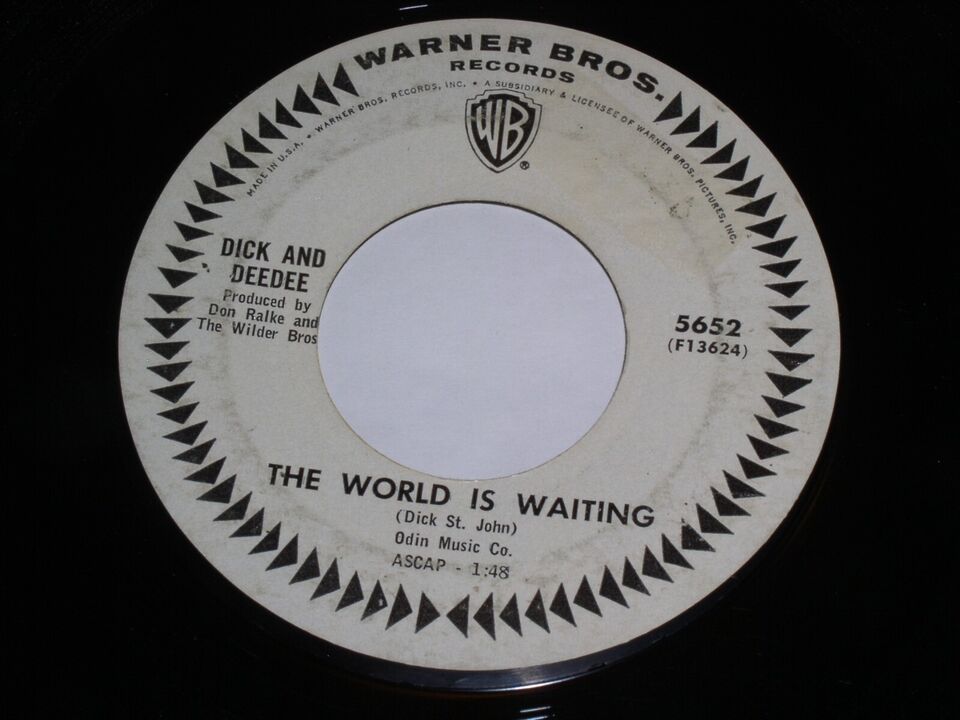 WARNER BROS.
RECORDS
MADE IN U.S.A. • WARNER BROS. RECORDS, INC. • A SUBSIDIARY & LICENSEE OF WARNER BROS. PICTURES, INC.
WB
®
DICK AND
DEEDEE
Produced by
Don Ralke and
The Wilder Bros
5652
(F13624)
THE WORLD IS WAITING
(Dick St. John)
Odin Music Co.
ASCAP - 1:48